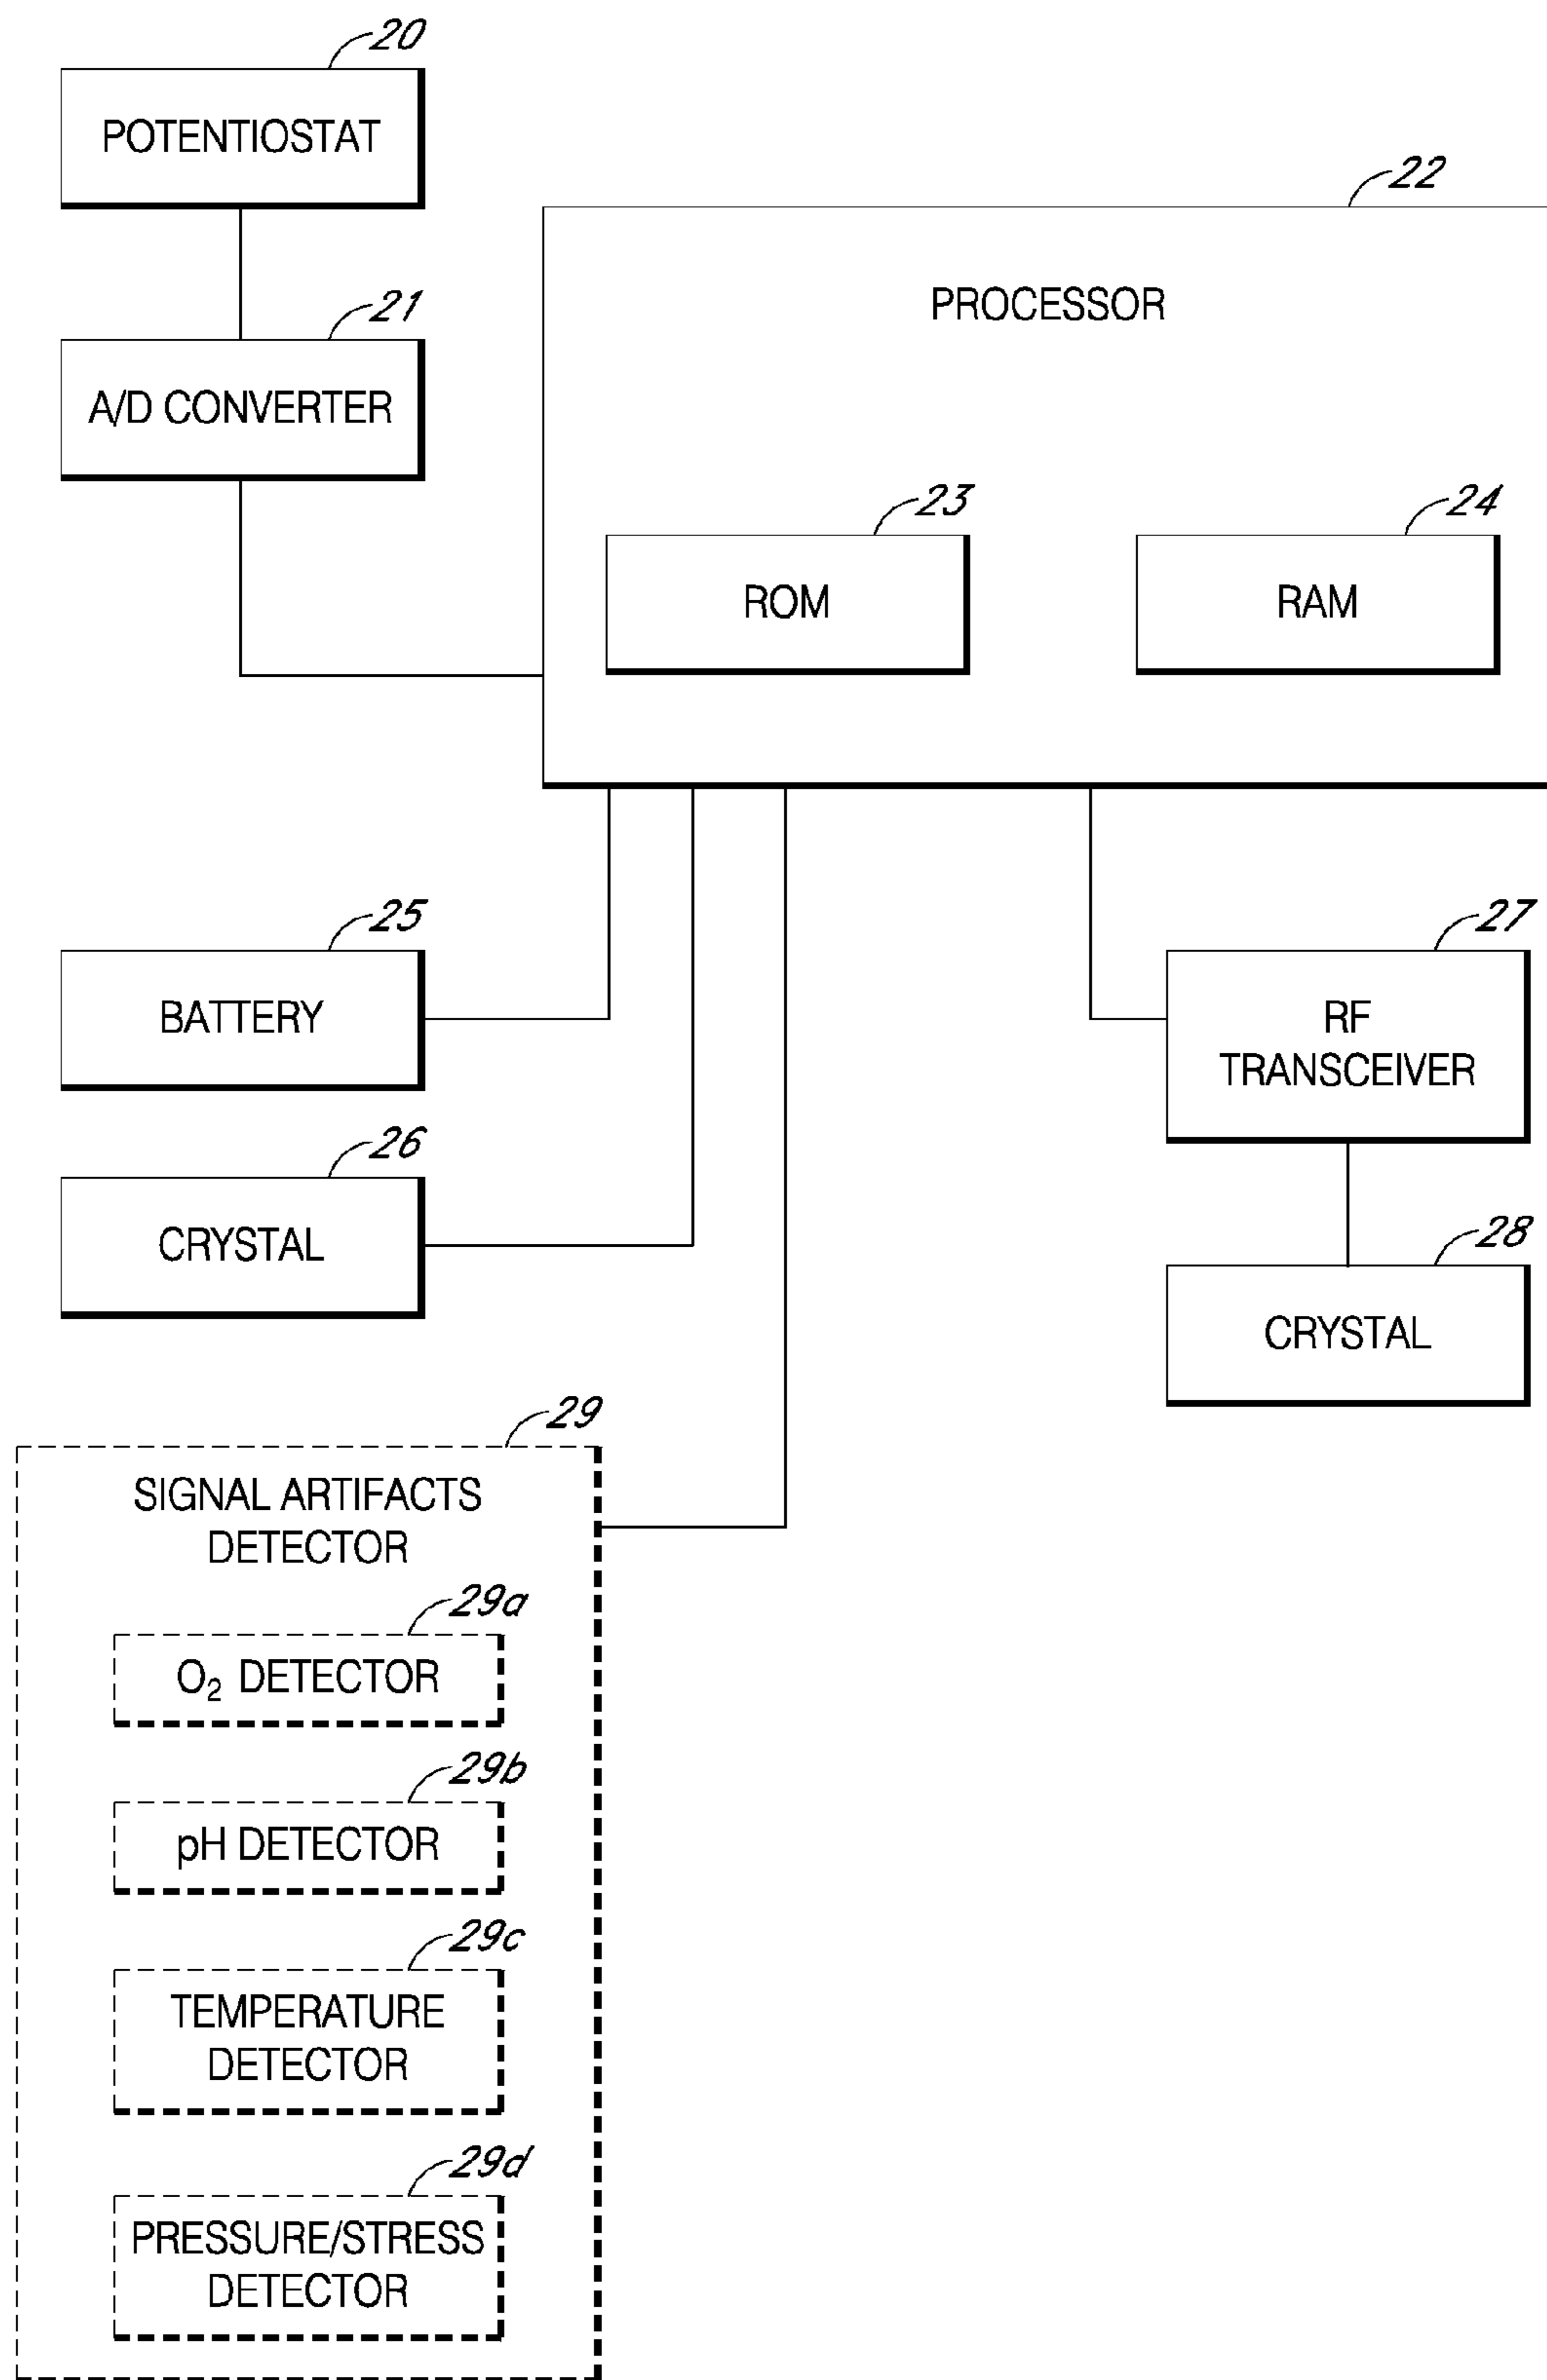 20
POTENTIOSTAT
22
PROCESSOR
21
A/D CONVERTER
23
ROM
24
RAM
25
BATTERY
27
RF
TRANSCEIVER
26
CRYSTAL
28
CRYSTAL
29
SIGNAL ARTIFACTS
DETECTOR
29a
O₂ DETECTOR
29b
pH DETECTOR
29c
TEMPERATURE
DETECTOR
29d
PRESSURE/STRESS
DETECTOR